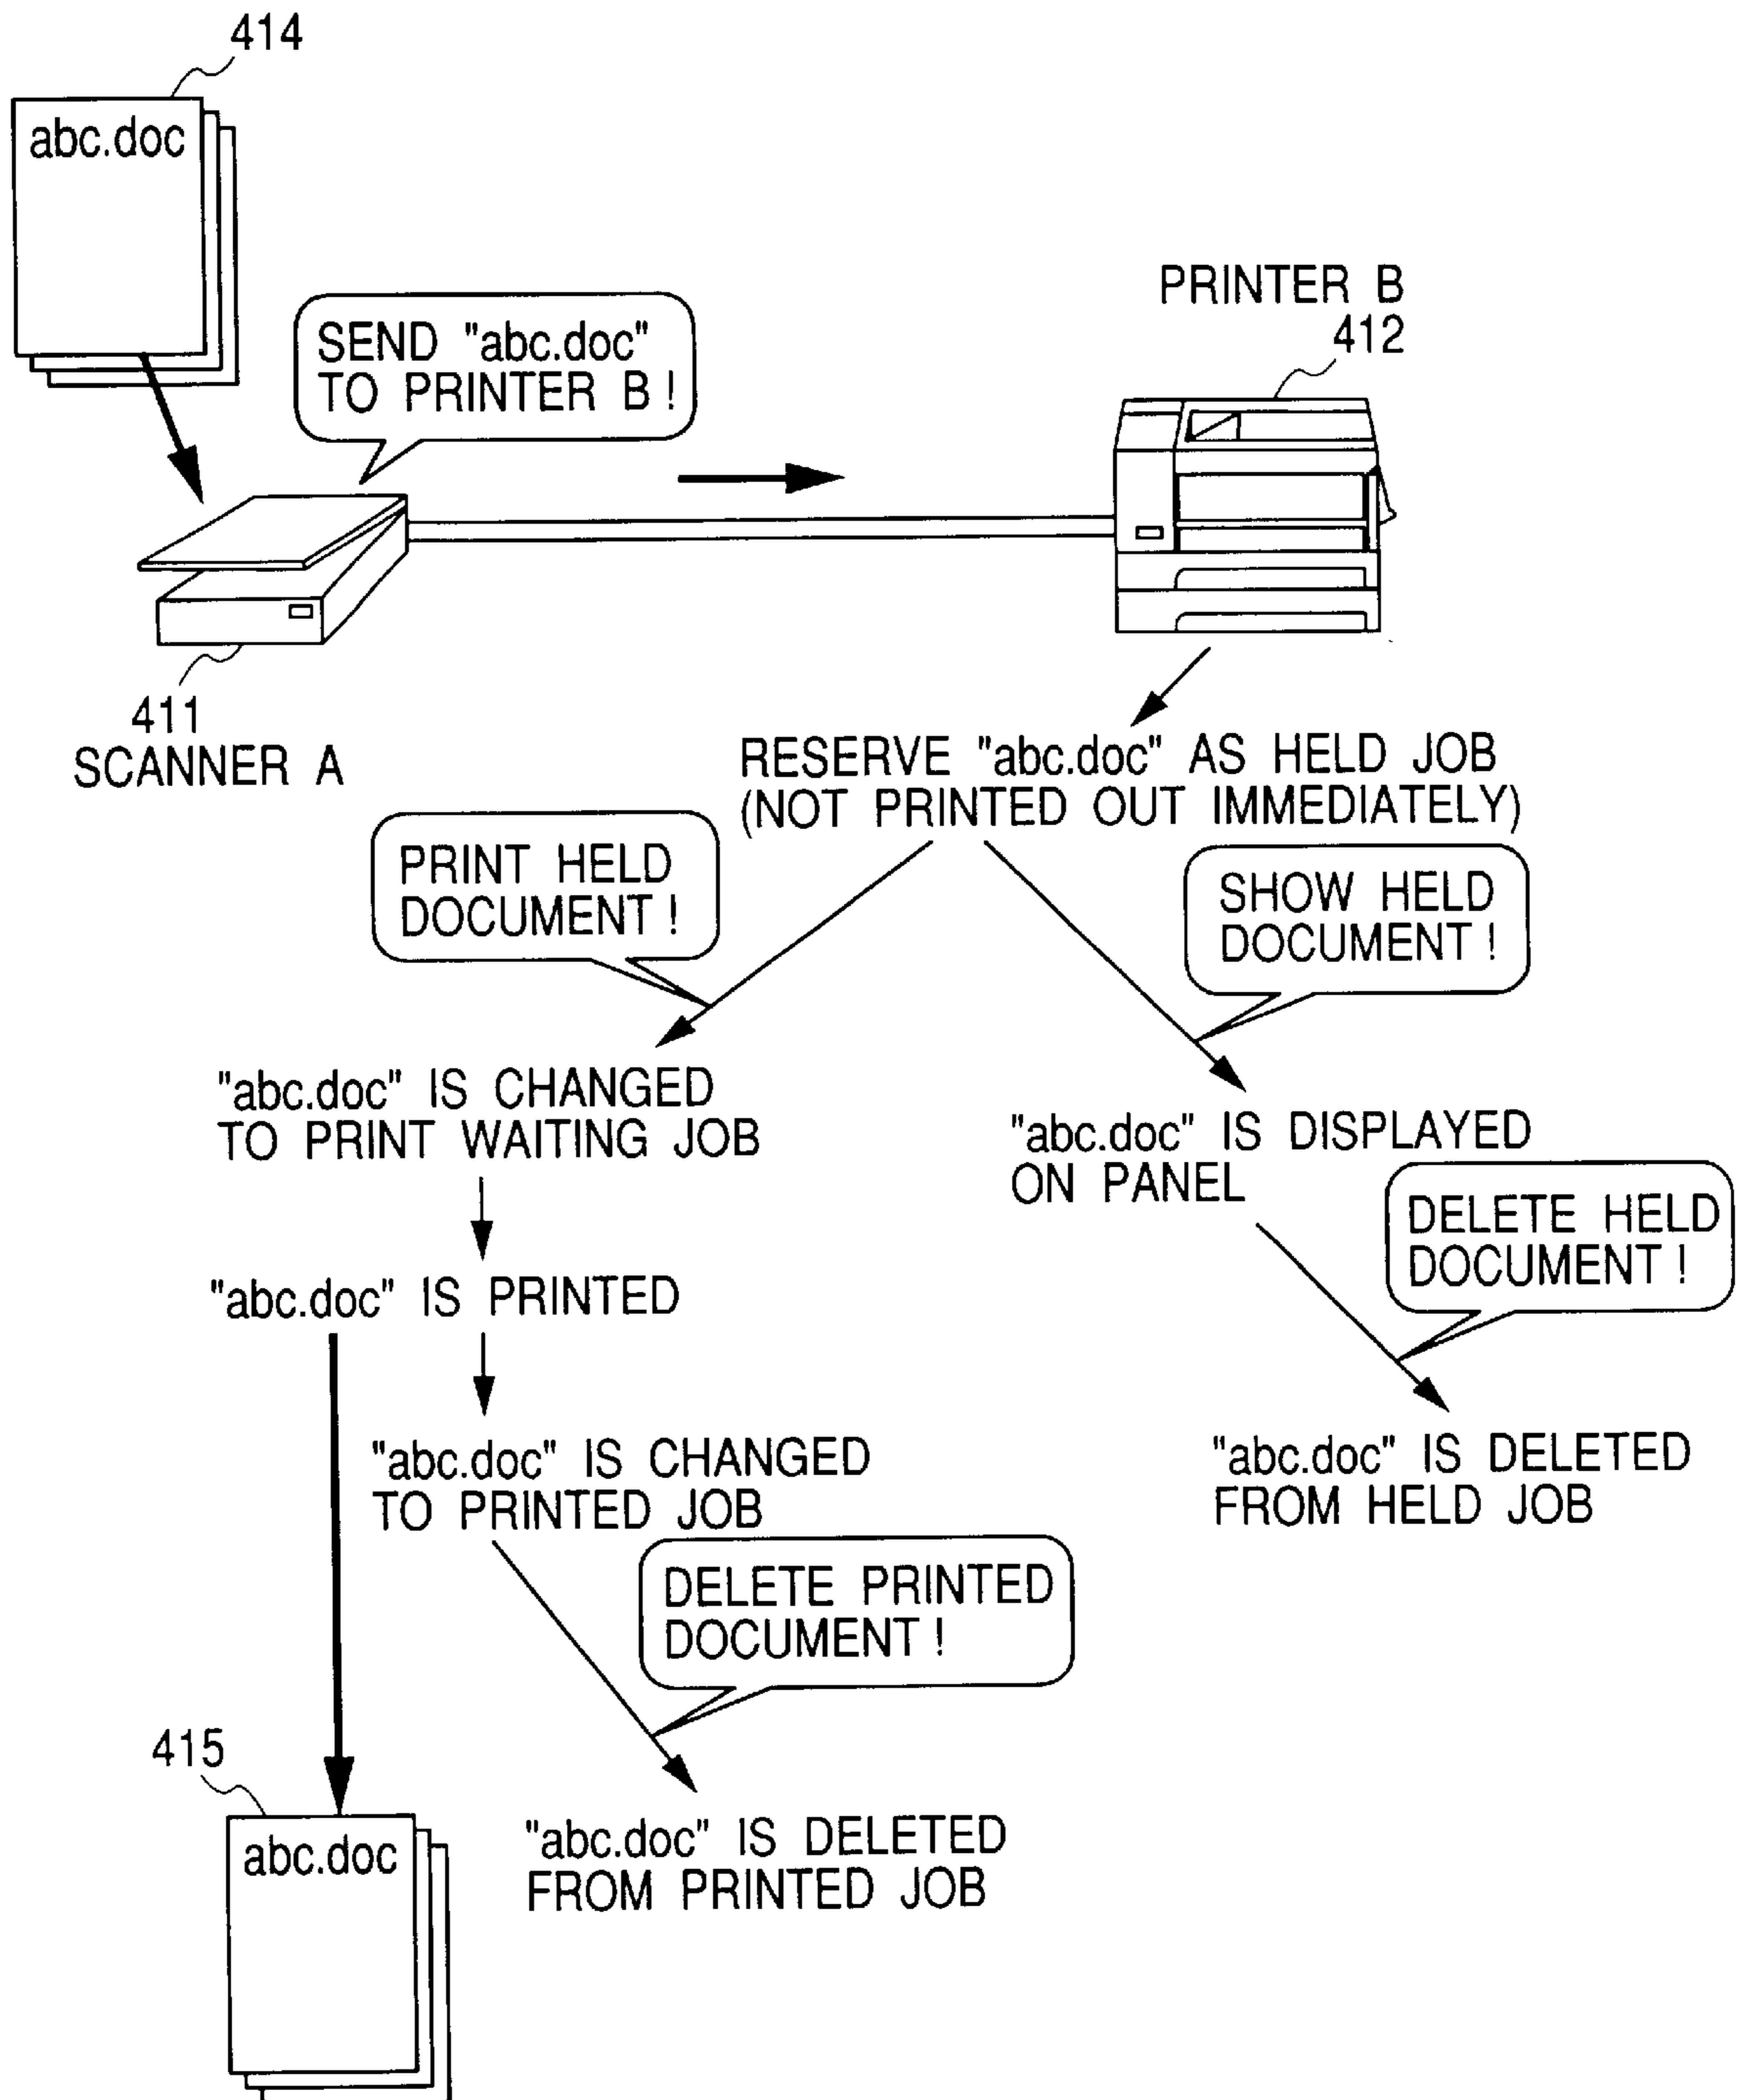 414
abc.doc
SEND "abc.doc"
TO PRINTER B !
PRINTER B
412
411
SCANNER A
RESERVE "abc.doc" AS HELD JOB
(NOT PRINTED OUT IMMEDIATELY)
PRINT HELD
DOCUMENT !
SHOW HELD
DOCUMENT !
"abc.doc" IS CHANGED
TO PRINT WAITING JOB
"abc.doc" IS DISPLAYED
ON PANEL
DELETE HELD
DOCUMENT !
"abc.doc" IS PRINTED
"abc.doc" IS CHANGED
TO PRINTED JOB
"abc.doc" IS DELETED
FROM HELD JOB
DELETE PRINTED
DOCUMENT !
415
abc.doc
"abc.doc" IS DELETED
FROM PRINTED JOB